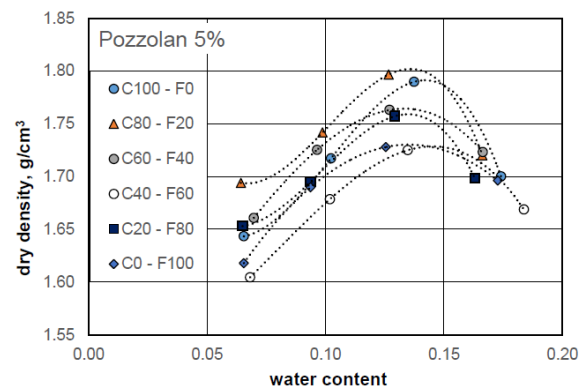 1.85
Pozzolan 5%
1.80
C100 - F0
C80 - F20
1.75
C60 - F40
C40 - F60
1.70
C20 - F80
1.65
C0 - F100
1.60
1.55
dry density, g/cm³
0.00 0.05 0.10 0.15 0.20
water content